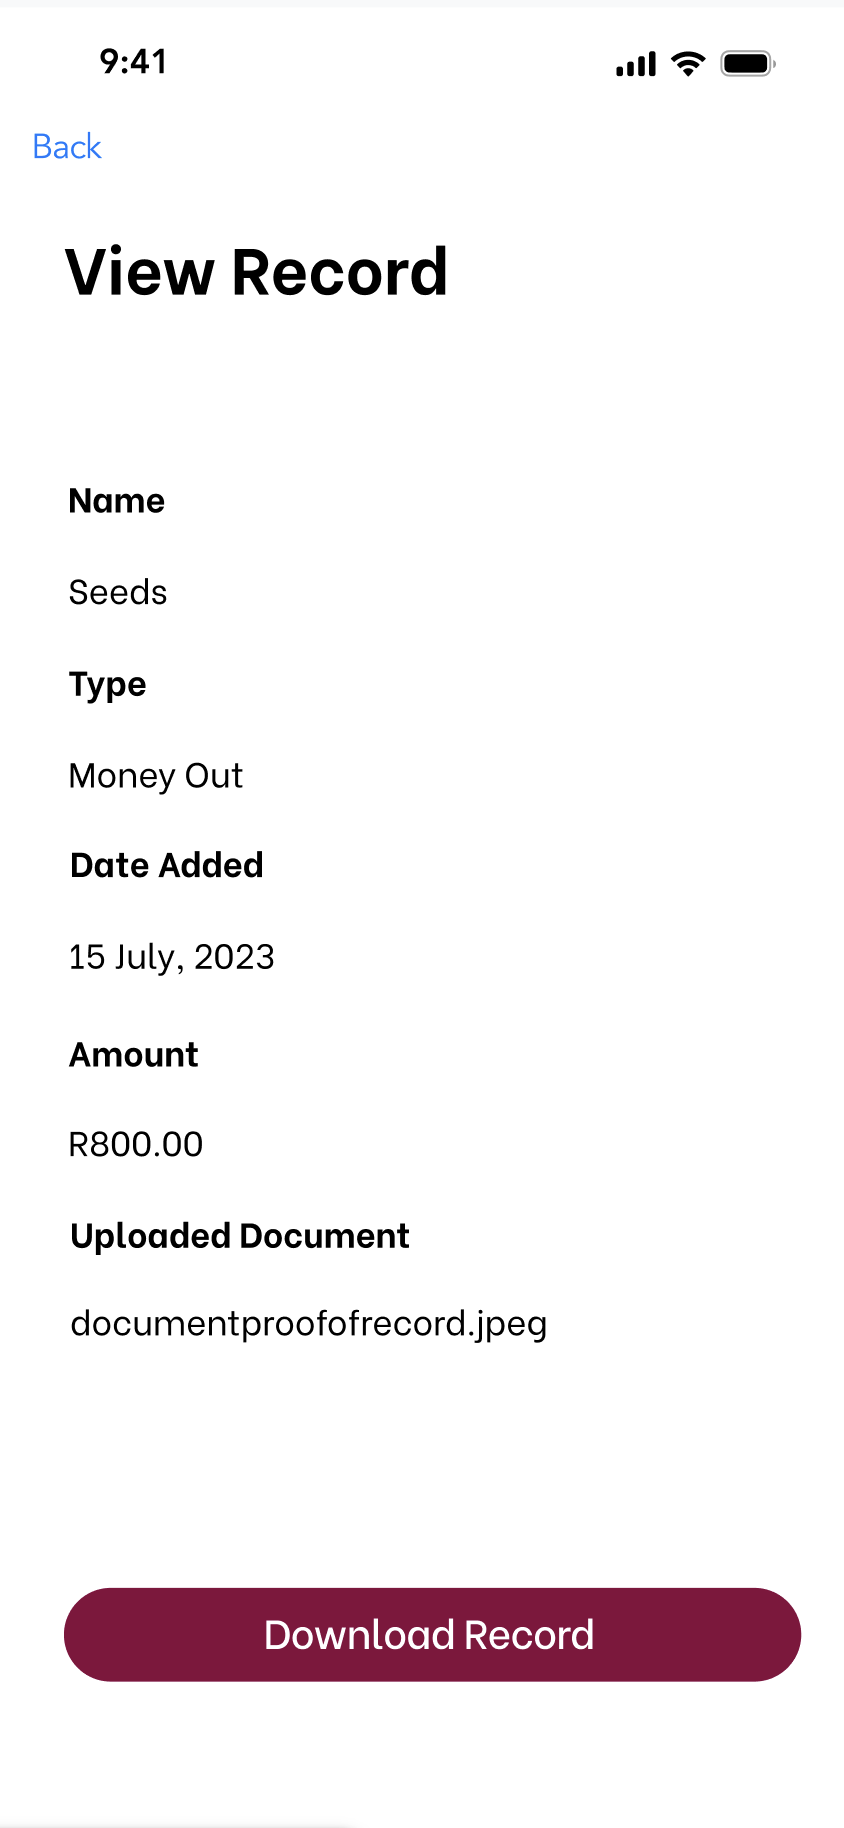 9:41
Back
View Record
Name
Seeds
Type
Money Out
Date Added
15 July, 2023
Amount
R800.00
Uploaded Document
documentproofofrecord.jpeg
Download Record